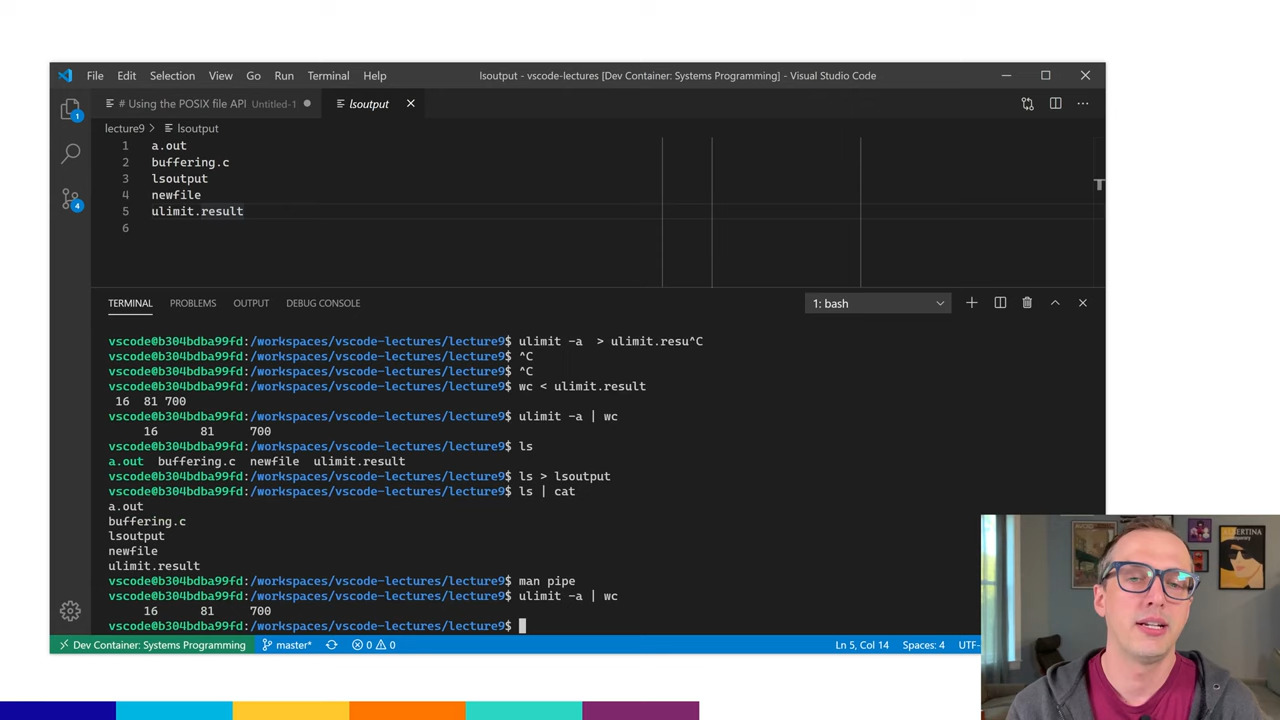 File Edit Selection View Go Run Terminal Help lsoutput - vscode-lectures [Dev Container: Systems Programming] - Visual Studio Code
# Using the POSIX file API Untitled-1 lsoutput
lecture9 > lsoutput
1 a.out
2 buffering.c
3 lsoutput
4 newfile
5 ulimit.result
6
1
4
TERMINAL PROBLEMS OUTPUT DEBUG CONSOLE 1: bash
vscode@b304bdba99fd:/workspaces/vscode-lectures/lecture9$ ulimit -a  > ulimit.resu^C
vscode@b304bdba99fd:/workspaces/vscode-lectures/lecture9$ ^C
vscode@b304bdba99fd:/workspaces/vscode-lectures/lecture9$ ^C
vscode@b304bdba99fd:/workspaces/vscode-lectures/lecture9$ wc < ulimit.result
16 81 700
vscode@b304bdba99fd:/workspaces/vscode-lectures/lecture9$ ulimit -a | wc
16 81 700
vscode@b304bdba99fd:/workspaces/vscode-lectures/lecture9$ ls
a.out buffering.c newfile ulimit.result
vscode@b304bdba99fd:/workspaces/vscode-lectures/lecture9$ ls > lsoutput
vscode@b304bdba99fd:/workspaces/vscode-lectures/lecture9$ ls | cat
a.out
buffering.c
lsoutput
newfile
ulimit.result
vscode@b304bdba99fd:/workspaces/vscode-lectures/lecture9$ man pipe
vscode@b304bdba99fd:/workspaces/vscode-lectures/lecture9$ ulimit -a | wc
16 81 700
vscode@b304bdba99fd:/workspaces/vscode-lectures/lecture9$
Dev Container: Systems Programming master* 0 0 Ln 5, Col 14 Spaces: 4 UTF-